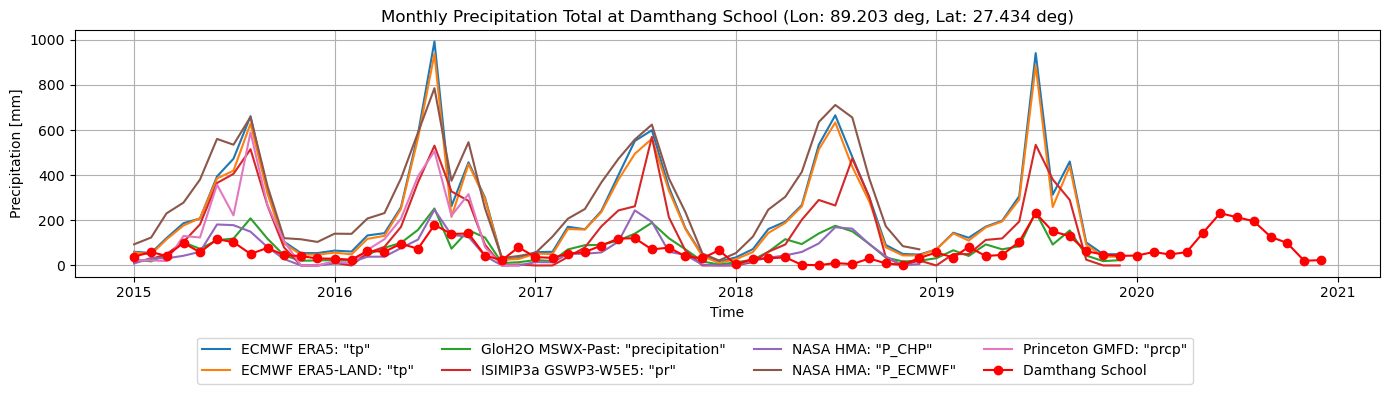 Monthly Precipitation Total at Damthang School (Lon: 89.203 deg, Lat: 27.434 deg)
1000
800
600
400
200
0
Precipitation [mm]
2015 2016 2017 2018 2019 2020 2021
Time
ECMWF ERA5: "tp" GloH2O MSWX-Past: "precipitation" NASA HMA: "P_CHP" Princeton GMFD: "prcp"
ECMWF ERA5-LAND: "tp" ISIMIP3a GSWP3-W5E5: "pr" NASA HMA: "P_ECMWF" Damthang School